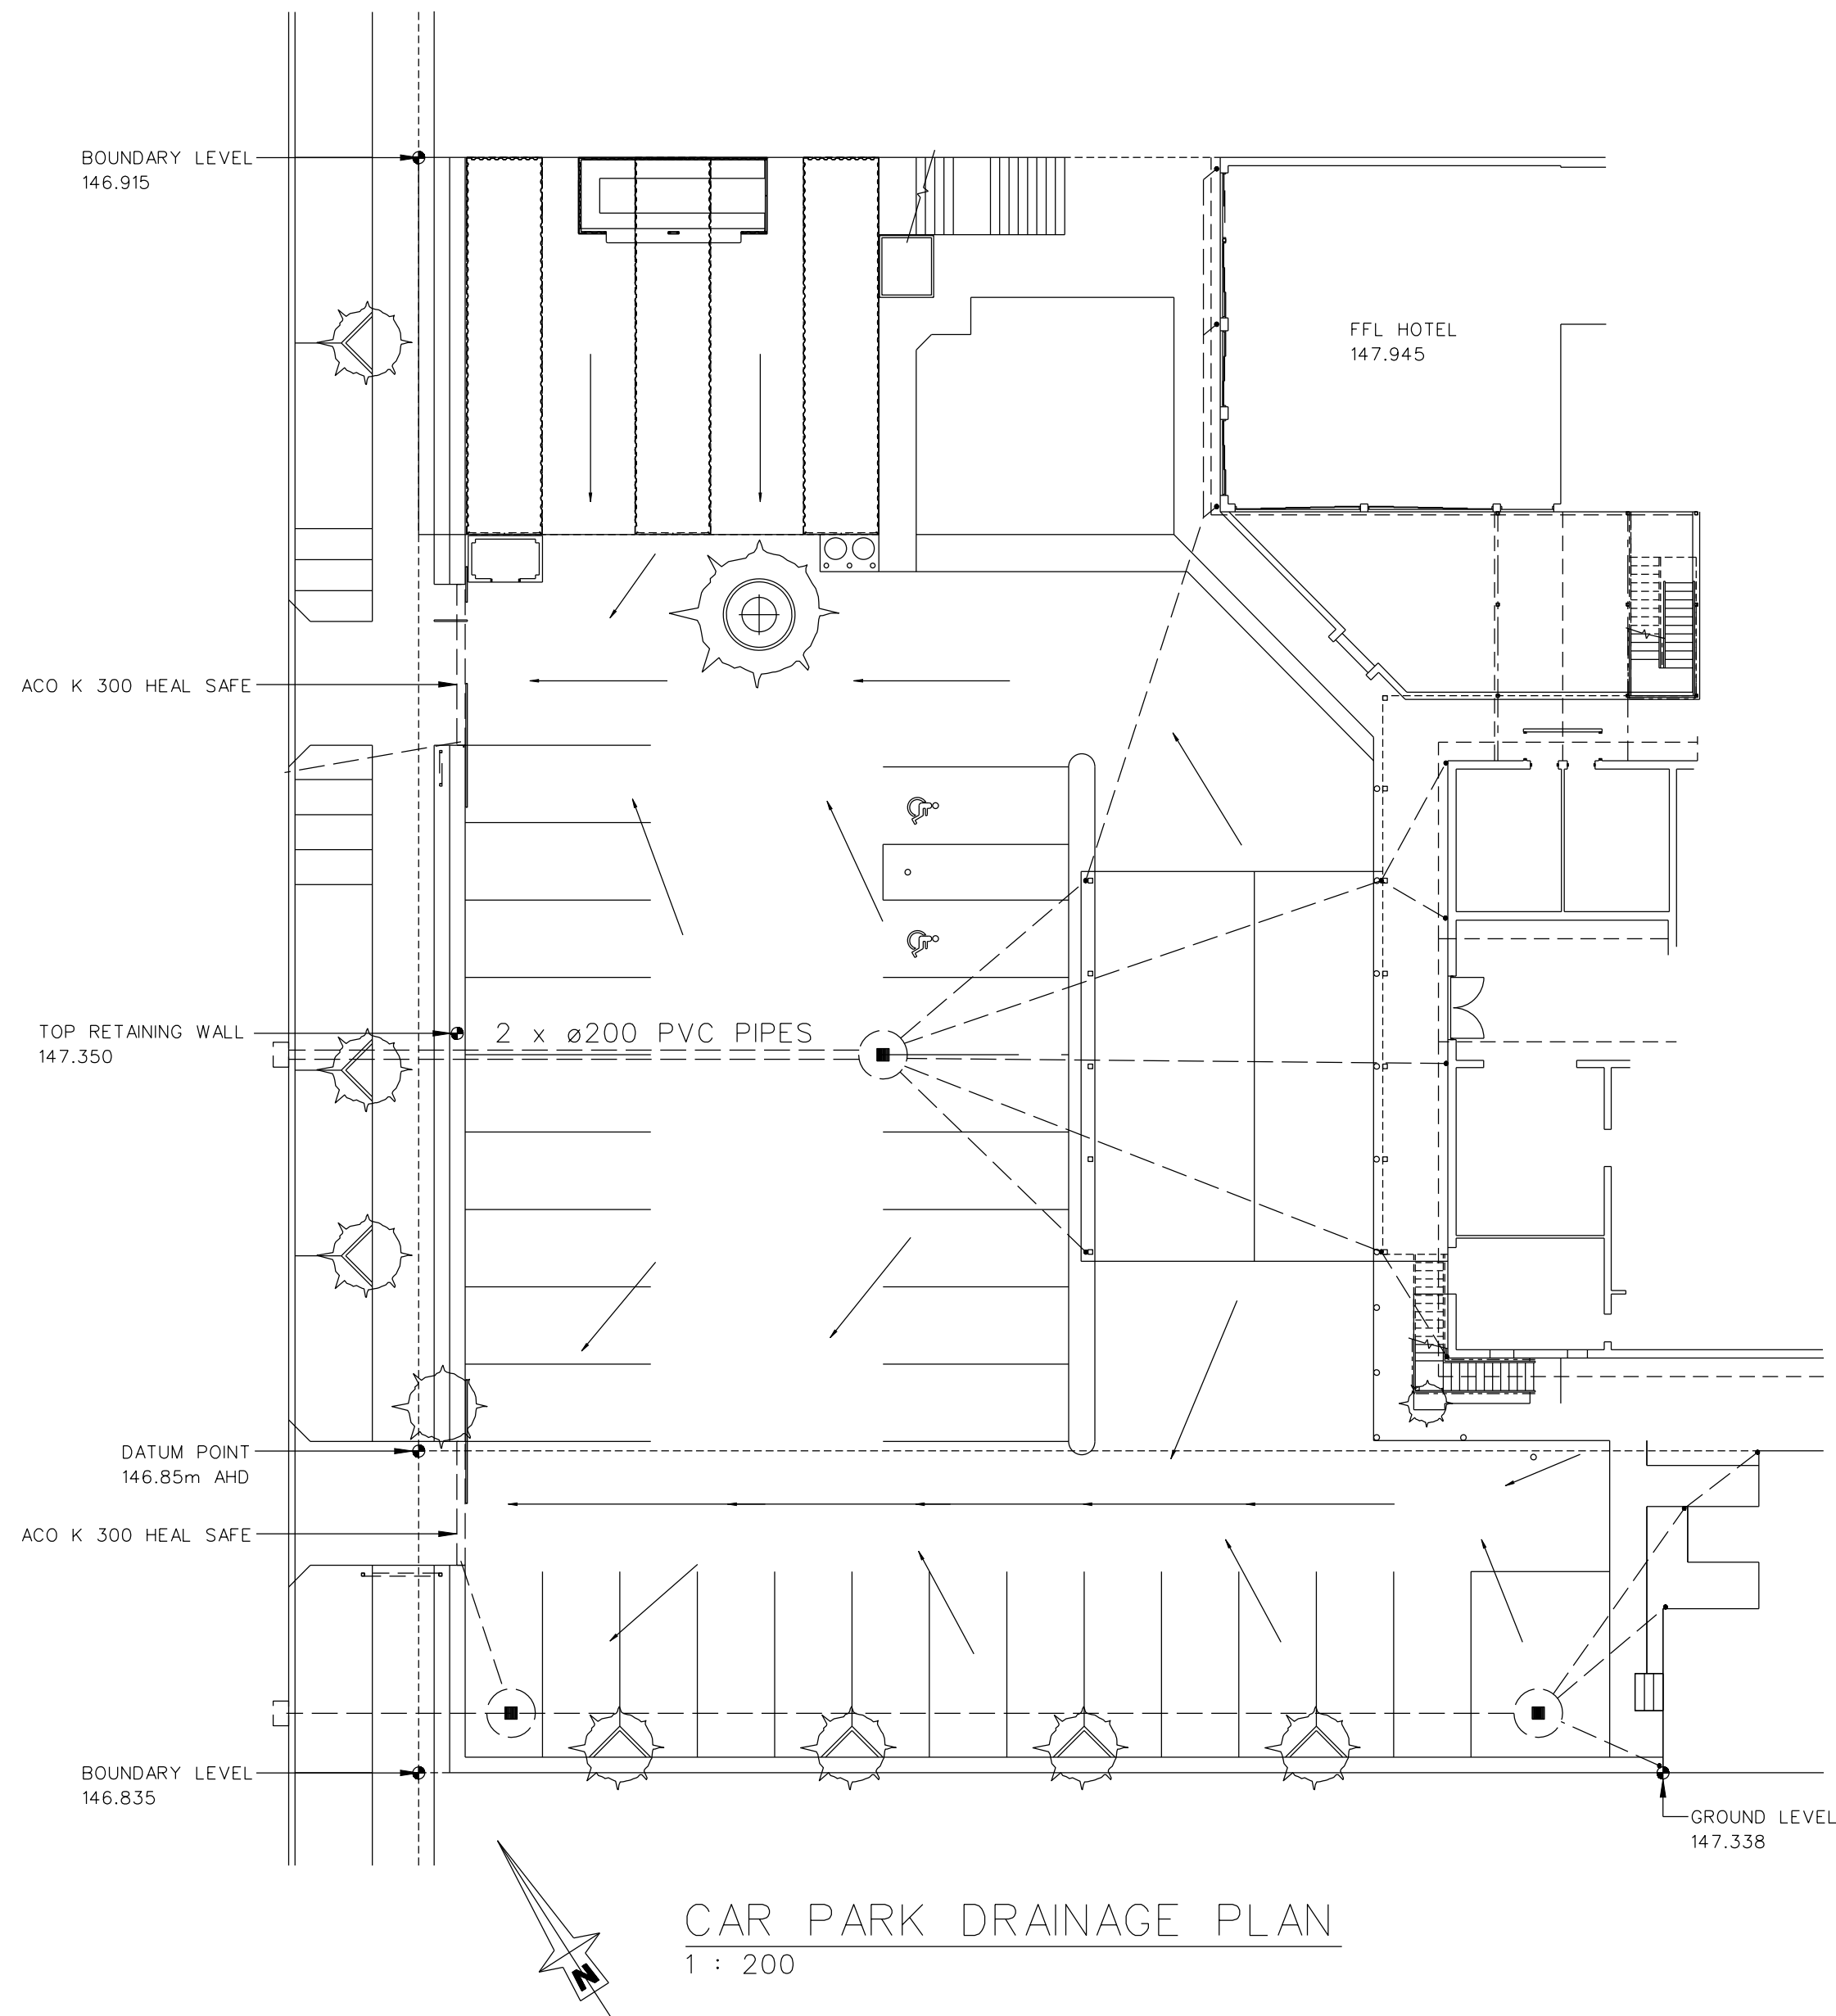 BOUNDARY LEVEL
146.915
FFL HOTEL
147.945
ACO K 300 HEAL SAFE
TOP RETAINING WALL
147.350
2 x ø200 PVC PIPES
DATUM POINT
146.85m AHD
ACO K 300 HEAL SAFE
BOUNDARY LEVEL
146.835
GROUND LEVEL
147.338
CAR PARK DRAINAGE PLAN
1 : 200
N